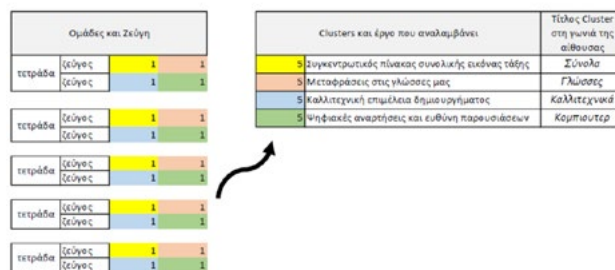 Ομάδες και Ζεύγη
τετράδα ζεύγος 1 1
ζεύγος 1 1
τετράδα ζεύγος 1 1
ζεύγος 1 1
τετράδα ζεύγος 1 1
ζεύγος 1 1
τετράδα ζεύγος 1 1
ζεύγος 1 1
τετράδα ζεύγος 1 1
ζεύγος 1 1
Clusters και έργο που αναλαμβάνει
Τίτλος Cluster
στη γωνιά της
αίθουσας
5 Συγκεντρωτικός πίνακας συνολικής εικόνας τάξης Σύνολα
5 Μεταφράσεις στις γλώσσες μας Γλώσσες
5 Καλλιτεχνική επιμέλεια δημιουργήματος Καλλιτεχνικά
5 Ψηφιακές αναρτήσεις και ευθύνη παρουσιάσεων Κομπιουτερ